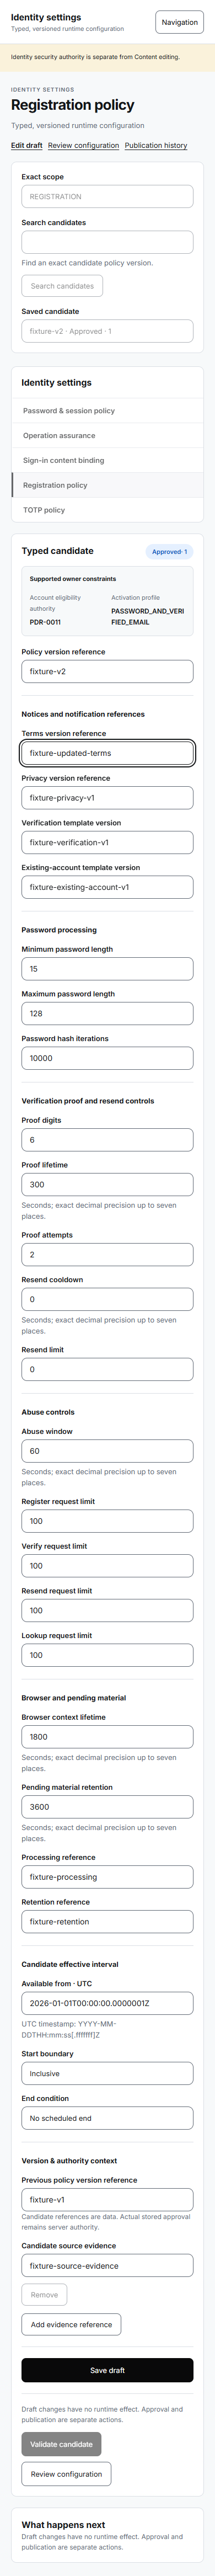 Identity settings
Typed, versioned runtime configuration
Navigation
Identity security authority is separate from Content editing.
IDENTITY SETTINGS
Registration policy
Typed, versioned runtime configuration
Edit draft Review configuration Publication history
Exact scope
REGISTRATION
Search candidates
Find an exact candidate policy version.
Search candidates
Saved candidate
fixture-v2 · Approved · 1
Identity settings
Password & session policy
Operation assurance
Sign-in content binding
Registration policy
TOTP policy
Typed candidate
Approved· 1
Supported owner constraints
Account eligibility
authority
PDR-0011
Activation profile
PASSWORD_AND_VERI
FIED_EMAIL
Policy version reference
fixture-v2
Notices and notification references
Terms version reference
fixture-updated-terms
Privacy version reference
fixture-privacy-v1
Verification template version
fixture-verification-v1
Existing-account template version
fixture-existing-account-v1
Password processing
Minimum password length
15
Maximum password length
128
Password hash iterations
10000
Verification proof and resend controls
Proof digits
6
Proof lifetime
300
Seconds; exact decimal precision up to seven
places.
Proof attempts
2
Resend cooldown
0
Seconds; exact decimal precision up to seven
places.
Resend limit
0
Abuse controls
Abuse window
60
Seconds; exact decimal precision up to seven
places.
Register request limit
100
Verify request limit
100
Resend request limit
100
Lookup request limit
100
Browser and pending material
Browser context lifetime
1800
Seconds; exact decimal precision up to seven
places.
Pending material retention
3600
Seconds; exact decimal precision up to seven
places.
Processing reference
fixture-processing
Retention reference
fixture-retention
Candidate effective interval
Available from · UTC
2026-01-01T00:00:00.0000001Z
UTC timestamp: YYYY-MM-
DDTHH:mm:ss[.fffffff]Z
Start boundary
Inclusive
End condition
No scheduled end
Version & authority context
Previous policy version reference
fixture-v1
Candidate references are data. Actual stored approval
remains server authority.
Candidate source evidence
fixture-source-evidence
Remove
Add evidence reference
Save draft
Draft changes have no runtime effect. Approval and
publication are separate actions.
Validate candidate
Review configuration
What happens next
Draft changes have no runtime effect. Approval and
publication are separate actions.